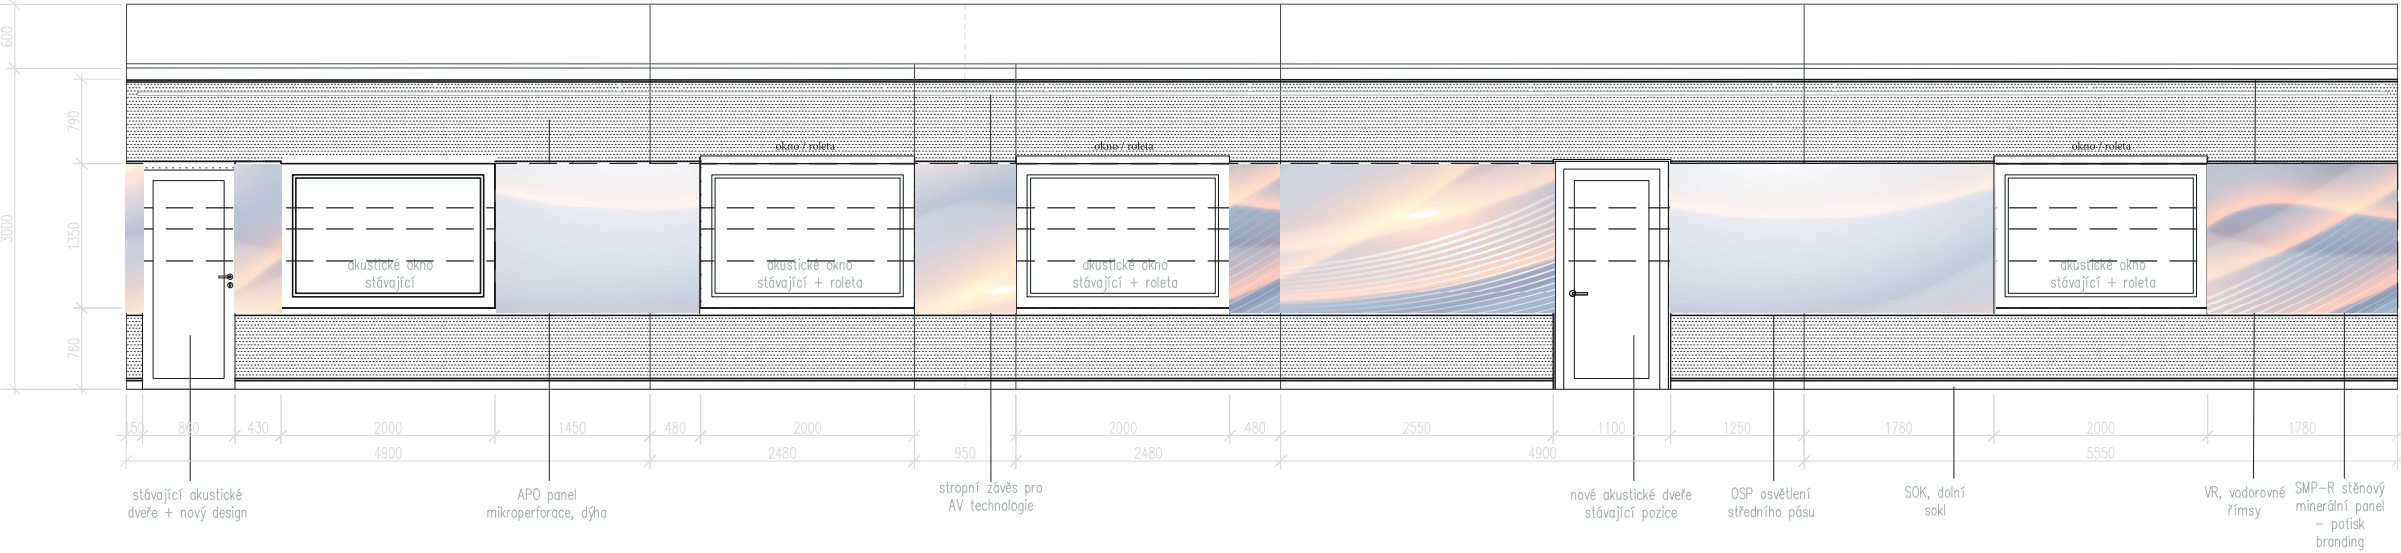 600
790
3000
1350
760
okno / roleta
okno / roleta
okno / roleta
akustické okno
stávající
akustické okno
stávající + roleta
akustické okno
stávající + roleta
akustické okno
stávající + roleta
150 860 430 2000 1450 480 2000 2000 480 2550 1100 1250 1780 2000 1780
4900 2480 950 2480 4900 5550
stávající akustické
dveře + nový design
APO panel
mikroperforace, dýha
stropní závěs pro
AV technologie
nové akustické dveře
stávající pozice
OSP osvětlení
středního pásu
SOK, dolní
sokl
VR, vodorovné
římsy
SMP-R stěnový
minerální panel
- potisk
branding